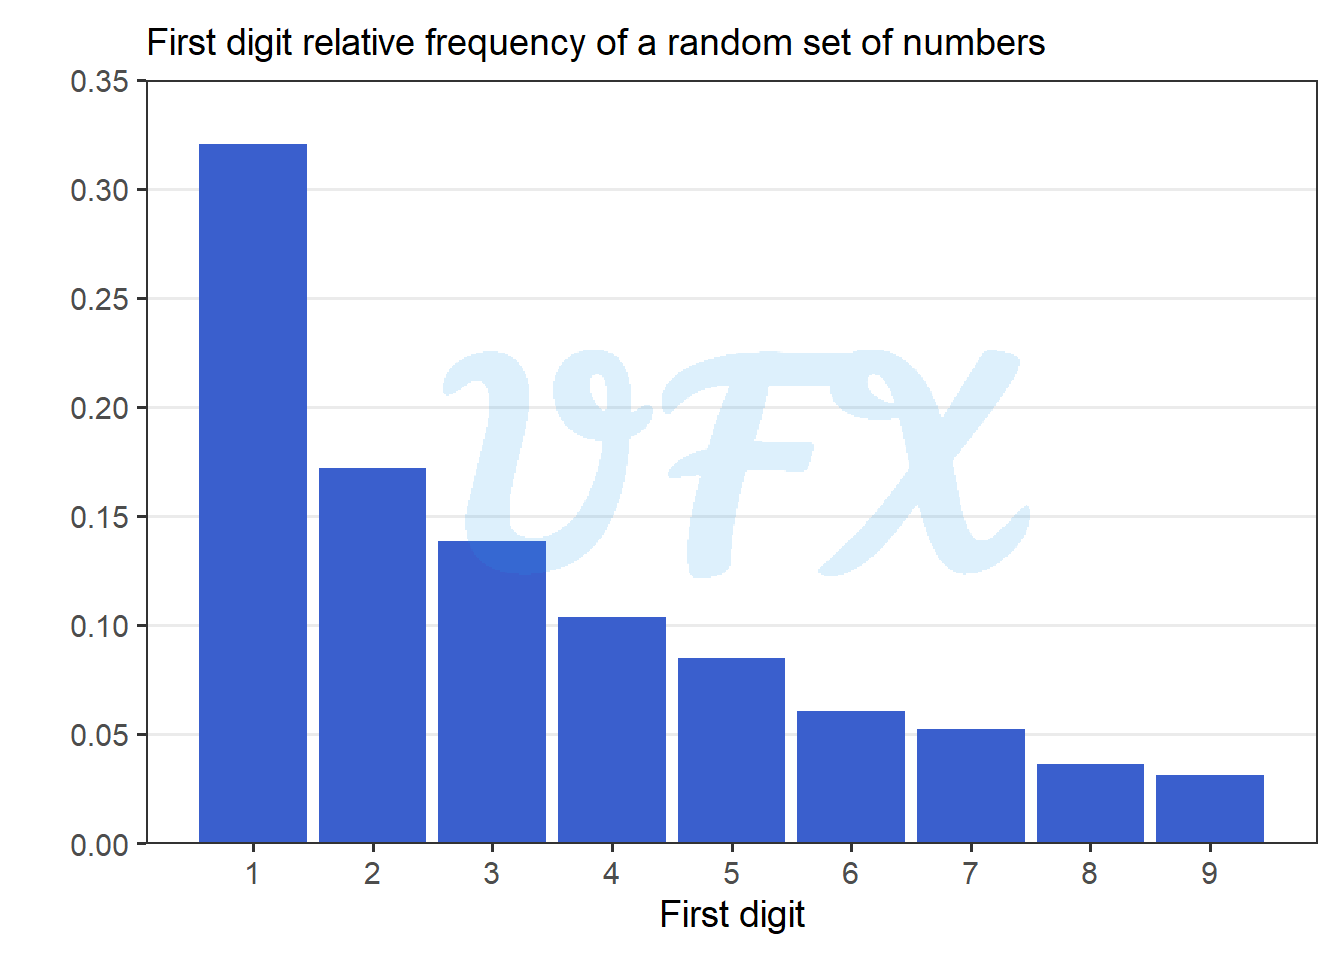 First digit relative frequency of a random set of numbers
0.35
0.30
0.25
0.20
0.15
0.10
0.05
0.00
VFX
1 2 3 4 5 6 7 8 9
First digit